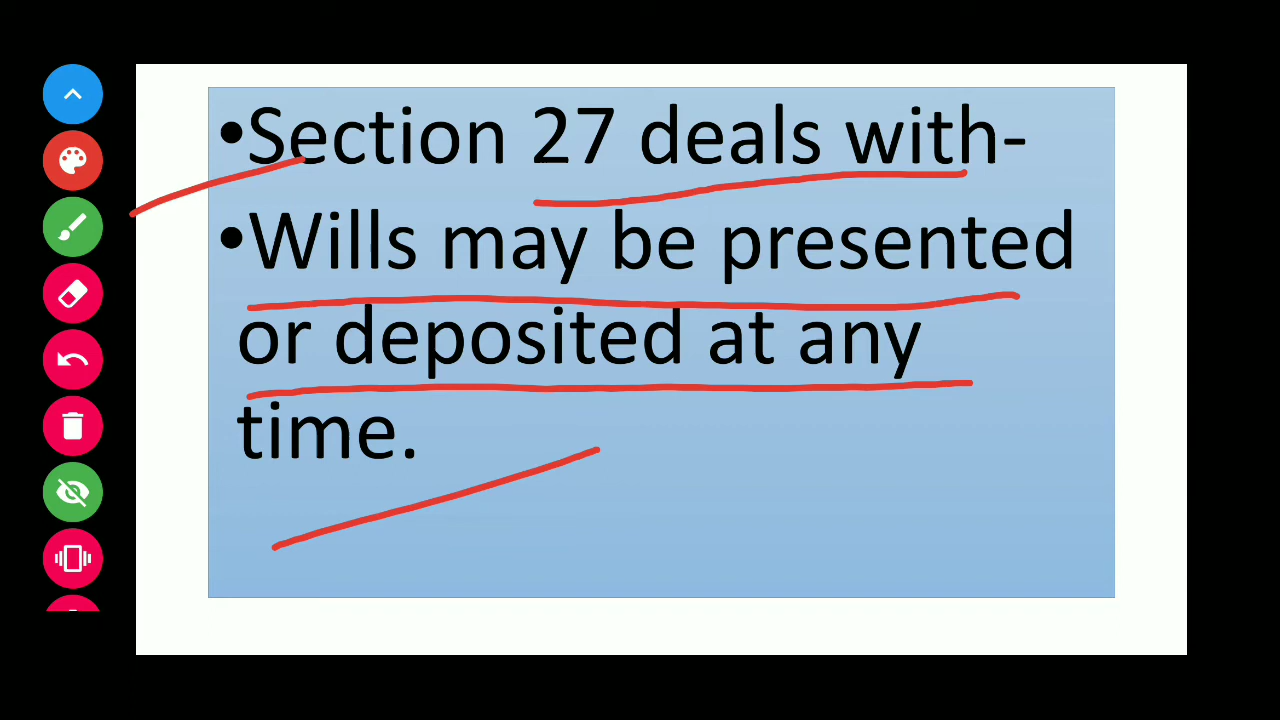 •Section 27 deals with-
•Wills may be presented
or deposited at any
time.